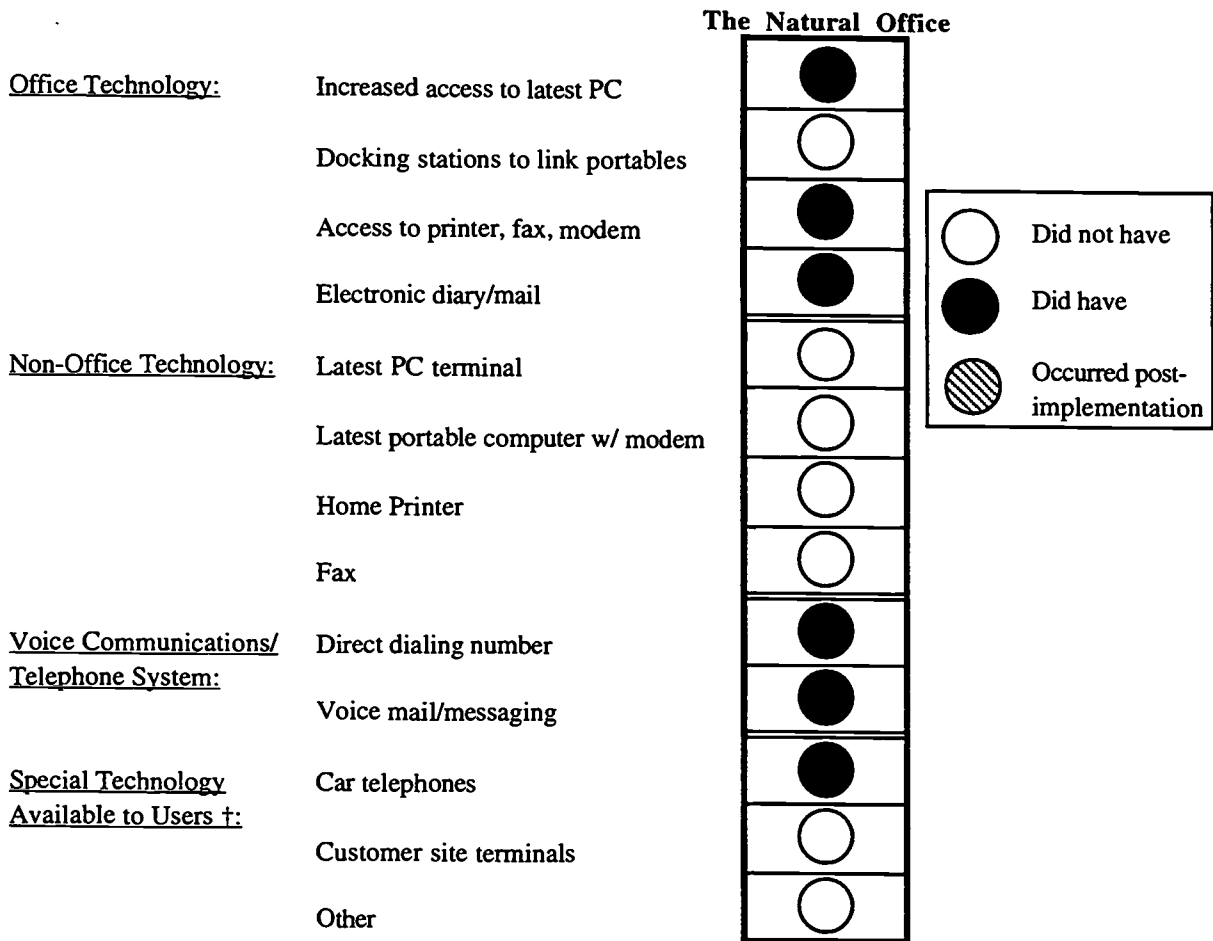 The Natural Office
Office Technology:
Increased access to latest PC
Docking stations to link portables
Access to printer, fax, modem
Electronic diary/mail
Non-Office Technology:
Latest PC terminal
Latest portable computer w/ modem
Home Printer
Fax
Voice Communications/
Telephone System:
Direct dialing number
Voice mail/messaging
Special Technology
Available to Users †:
Car telephones
Customer site terminals
Other
Did not have
Did have
Occurred post-
implementation